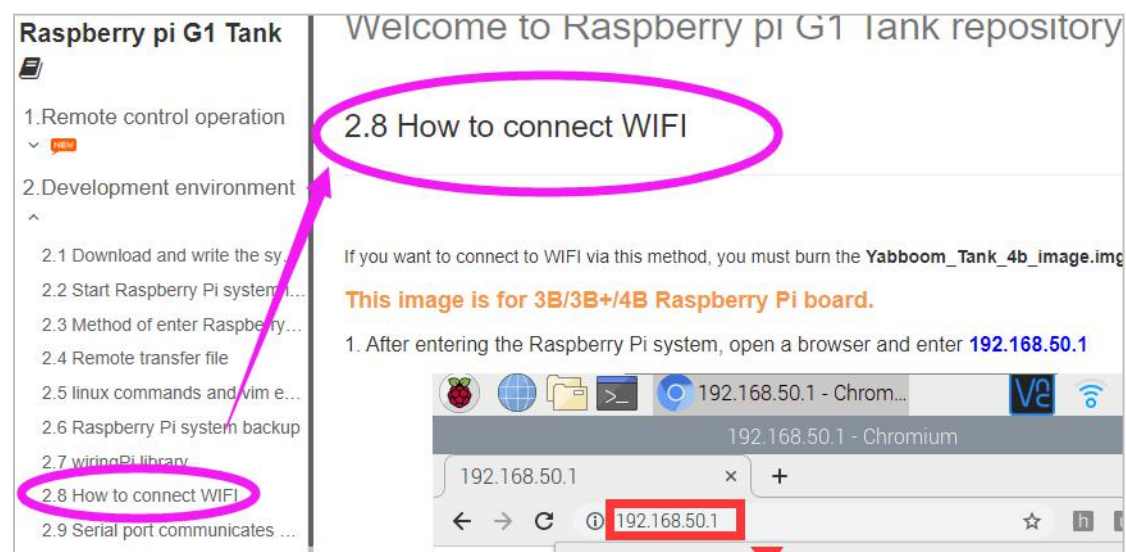 Raspberry pi G1 Tank
1.Remote control operation
NEW
2.Development environment
2.1 Download and write the sy...
2.2 Start Raspberry Pi system i...
2.3 Method of enter Raspberry...
2.4 Remote transfer file
2.5 linux commands and vim e...
2.6 Raspberry Pi system backup
2.7 wiringPi library
2.8 How to connect WIFI
2.9 Serial port communicates ...
Welcome to Raspberry pi G1 Tank repository
2.8 How to connect WIFI
If you want to connect to WIFI via this method, you must burn the Yabboom_Tank_4b_image.img
This image is for 3B/3B+/4B Raspberry Pi board.
1. After entering the Raspberry Pi system, open a browser and enter 192.168.50.1
192.168.50.1 - Chrom...
192.168.50.1 - Chromium
192.168.50.1
192.168.50.1
h